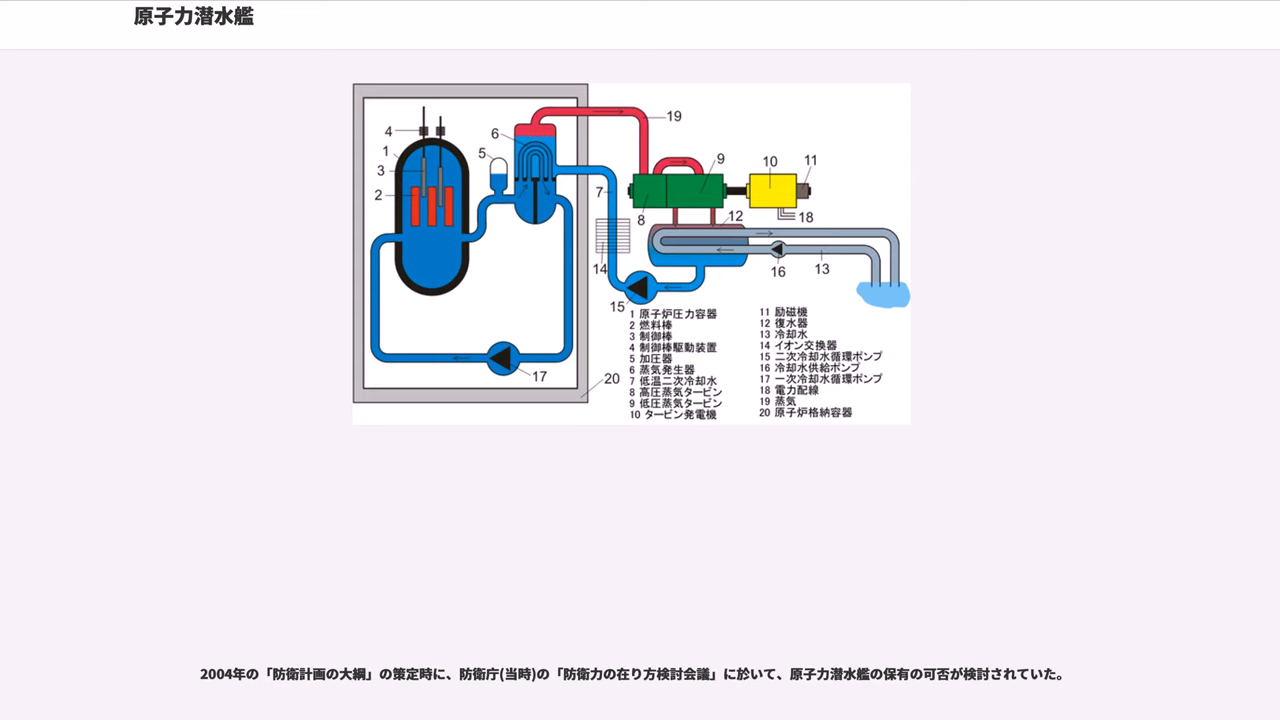 原子力潜水艦
4
1
3
2
5
6
7
19
9
10
11
8
12
18
14
16
13
15
17
20
1 原子炉圧力容器
2 燃料棒
3 制御棒
4 制御棒駆動装置
5 加圧器
6 蒸気発生器
7 低温二次冷却水
8 高圧蒸気タービン
9 低圧蒸気タービン
10 タービン発電機
11 励磁機
12 復水器
13 冷却水
14 イオン交換器
15 二次冷却水循環ポンプ
16 冷却水供給ポンプ
17 一次冷却水循環ポンプ
18 電力配線
19 蒸気
20 原子炉格納容器
2004年の「防衛計画の大綱」の策定時に、防衛庁(当時)の「防衛力の在り方検討会議」に於いて、原子力潜水艦の保有の可否が検討されていた。